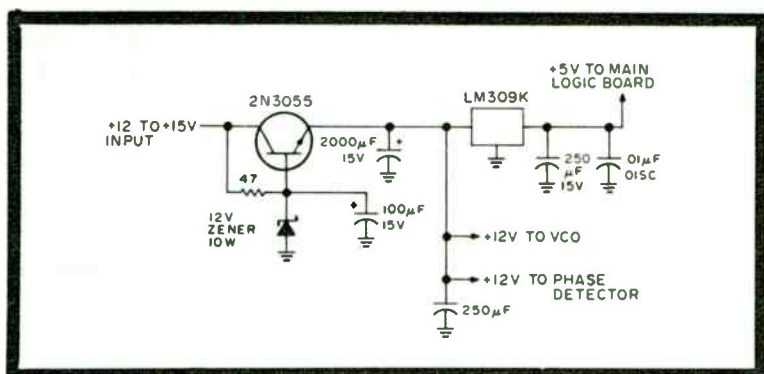 +5V TO MAIN
LOGIC BOARD
2N3055
LM309K
+12 TO +15V
INPUT
2000µF
15V
+
250
µF
15V
.01µF
DISC
47
12V
ZENER
10W
+
100µF
15V
+12V TO VCO
+12V TO PHASE
DETECTOR
250µF